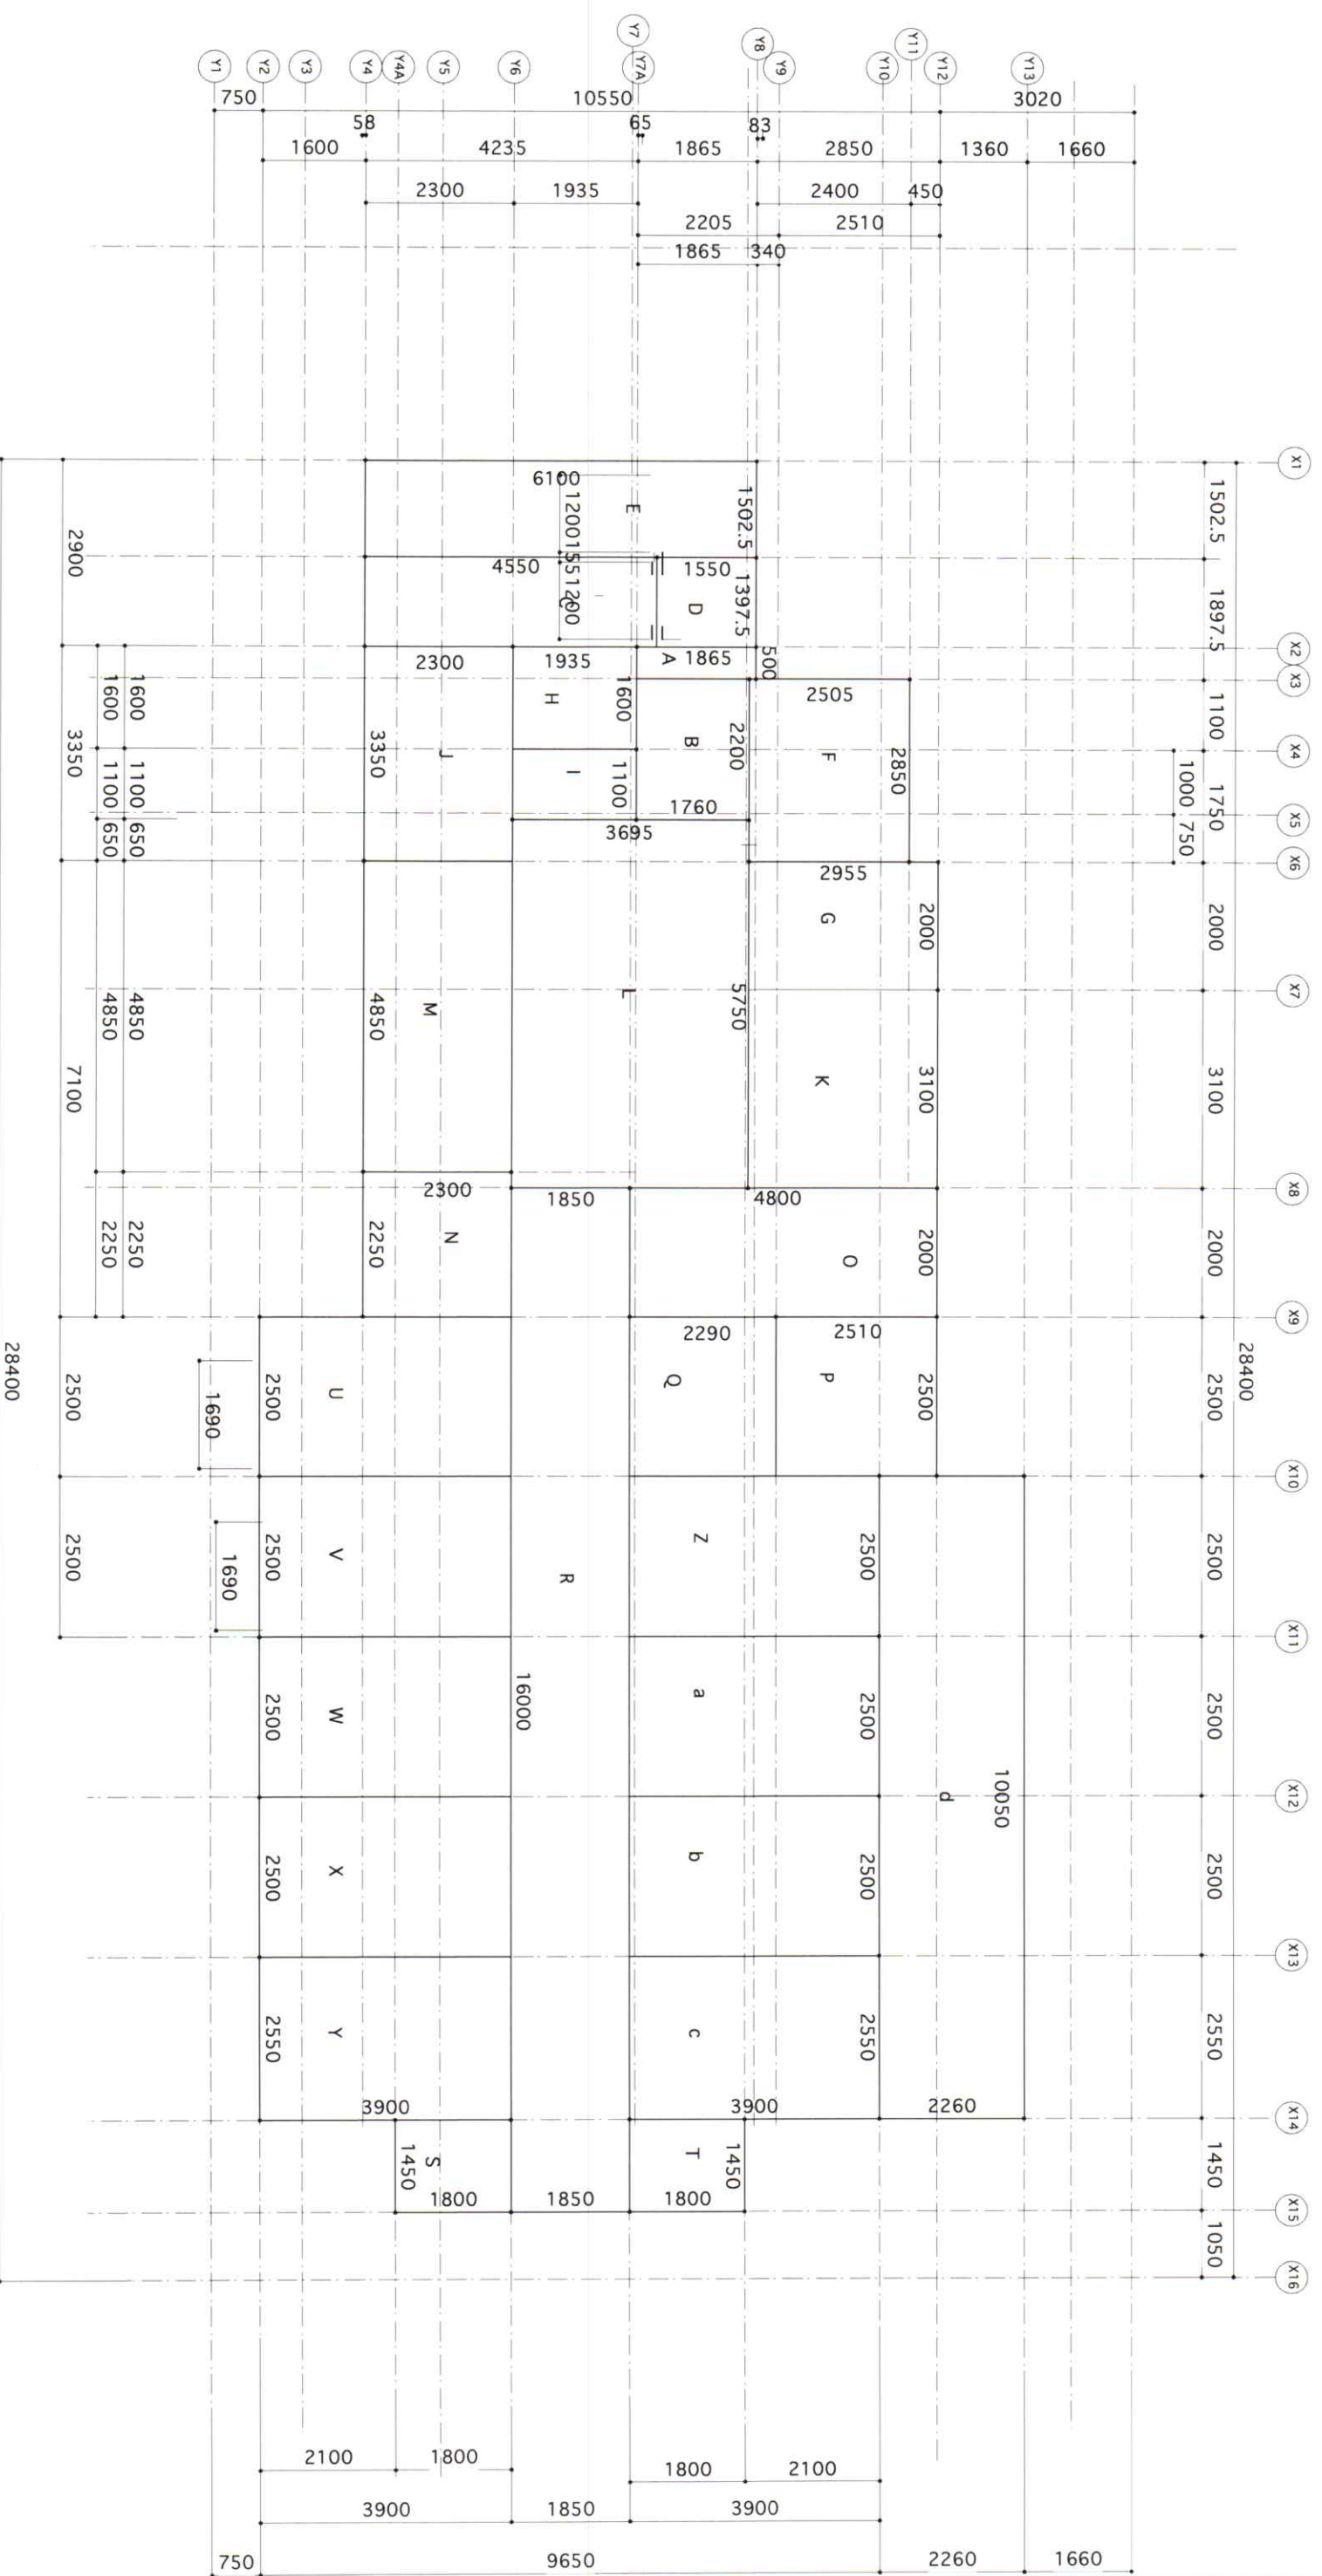 Y1 Y2 Y3 Y4 Y4A Y5 Y6 Y7 Y7A Y8 Y9 Y10 Y11 Y12 Y13
750 10550 3020
58 65 83
1600 4235 1865 2850 1360 1660
2300 1935 2400 450
2205 2510
1865 340
X1
6100
1502.5
1502.5
E
1200
2900
155
4550 1550
1397.5
1897.5
1200
C D
X2
2300 1935 A 1865 500
X3
1600 1600 H 1600 2505 1100
3350 J 3350 B 2200 F 2850
X4
1100 1100 I 1100 1000 1750
1760
X5
650 650 3695 750
X6
2955
G 2000 2000
4850 4850 M 4850 L 5750
X7
7100 K 3100 3100
2300 1850 4800
X8
2250 2250 2250 N O 2000 2000
X9
2290 2510
28400 28400
2500 1690 2500 U Q P 2500 2500
X10
2500 1690 2500 V R Z 2500 2500
X11
2500 W 16000 a 2500 2500
10050
d
X12
2500 X b 2500 2500
X13
2550 Y c 2550 2550
3900 3900 2260
X14
1450 S T 1450 1450
1800 1850 1800
X15
1050
X16
2100 1800 1800 2100
3900 1850 3900
750 9650 2260 1660